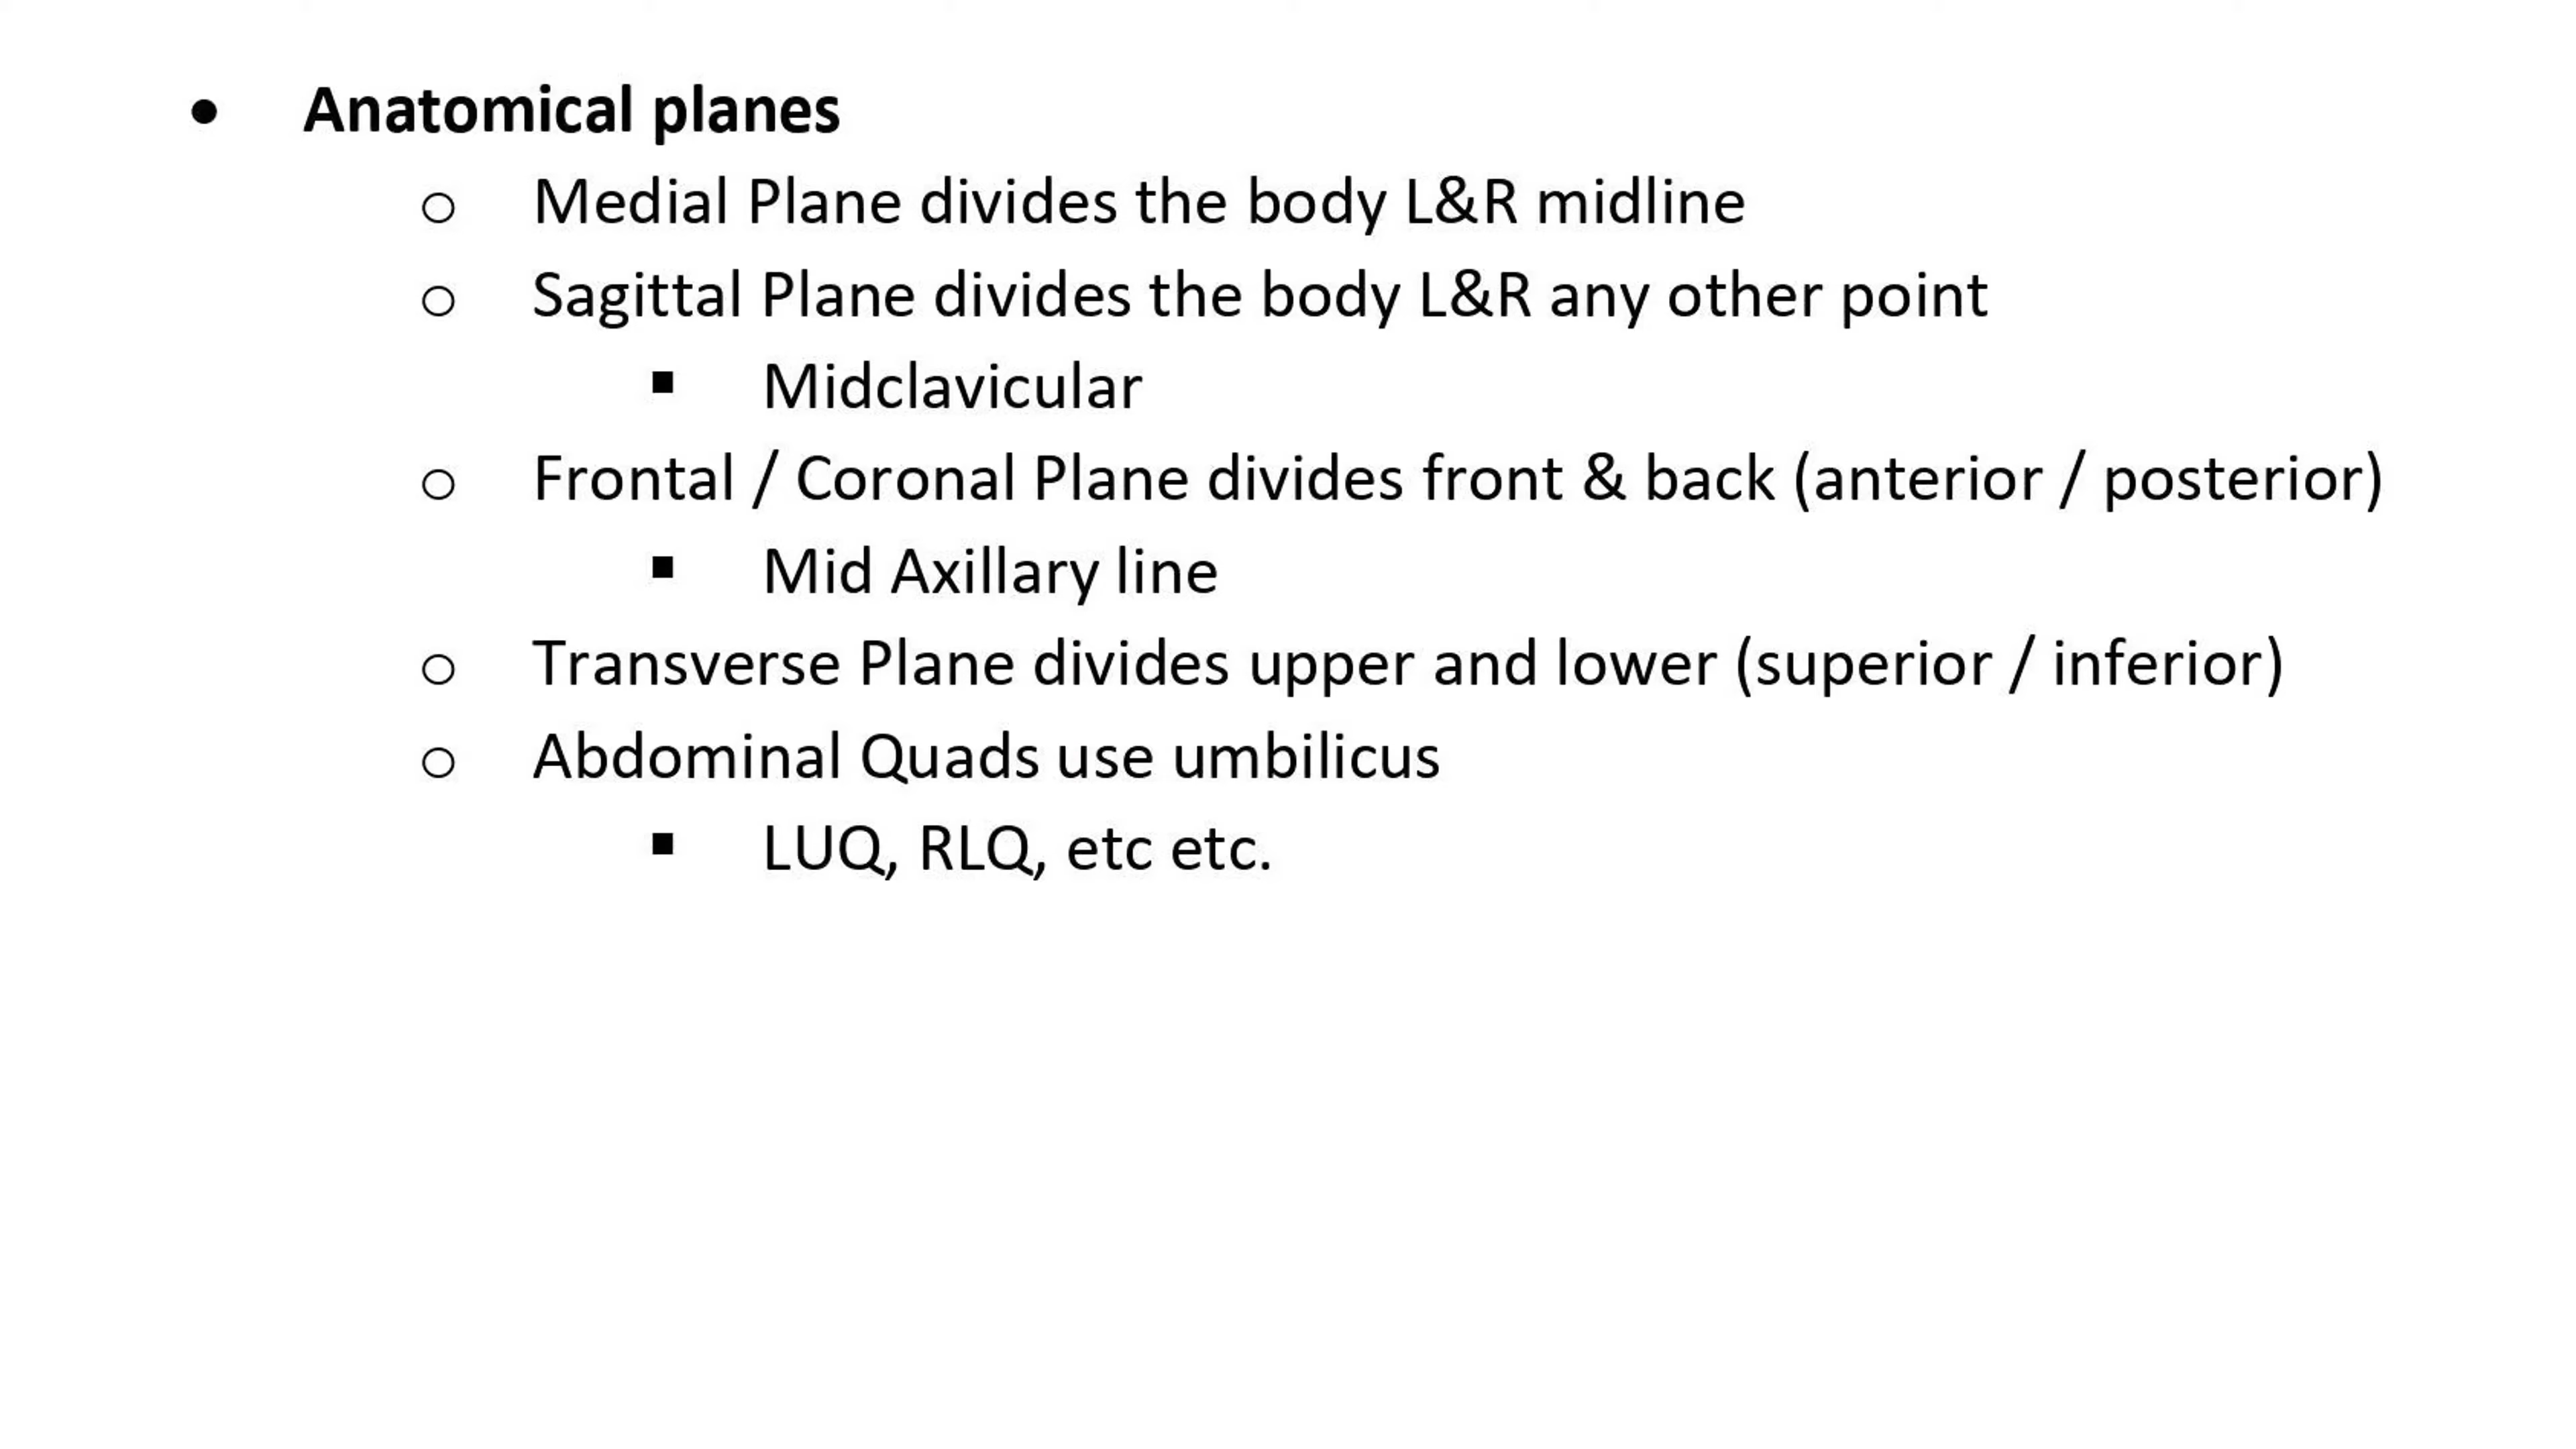 • Anatomical planes
o Medial Plane divides the body L&R midline
o Sagittal Plane divides the body L&R any other point
▪ Midclavicular
o Frontal / Coronal Plane divides front & back (anterior / posterior)
▪ Mid Axillary line
o Transverse Plane divides upper and lower (superior / inferior)
o Abdominal Quads use umbilicus
▪ LUQ, RLQ, etc etc.